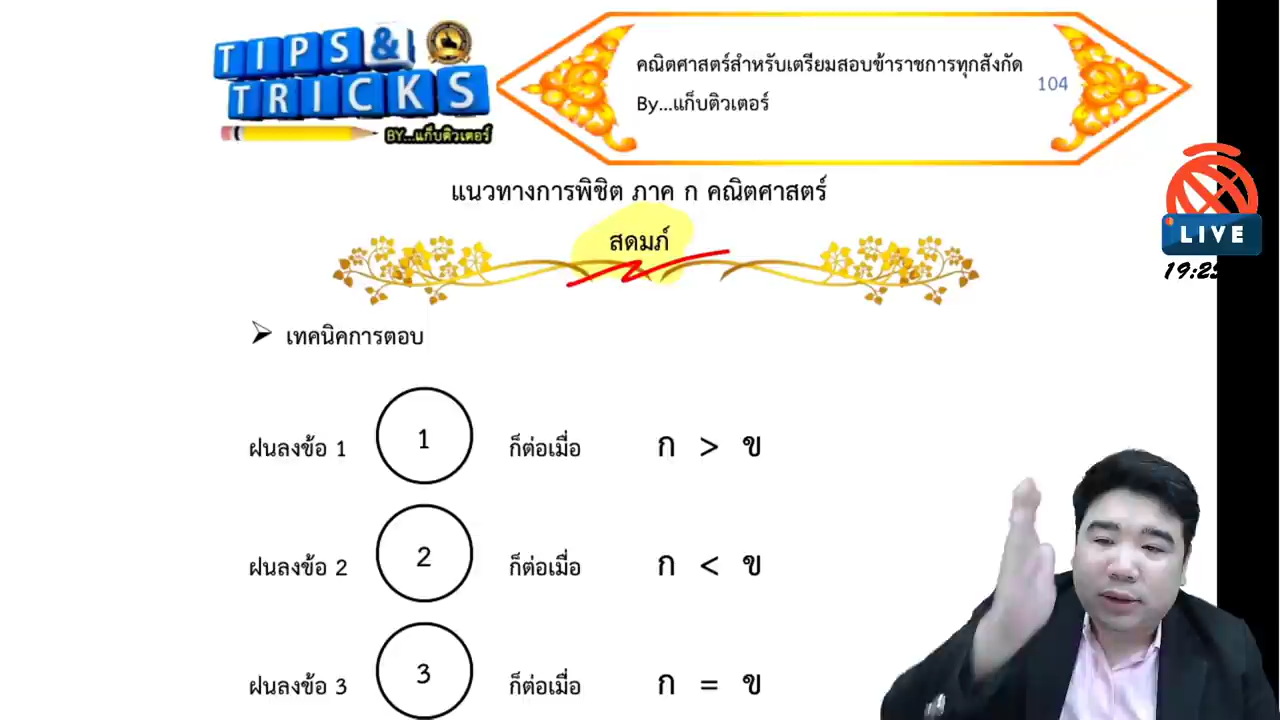 TIPS &
TRICKS
BY...แก็บติวเตอร์
คณิตศาสตร์สำหรับเตรียมสอบข้าราชการทุกสังกัด
104
By...แก็บติวเตอร์
แนวทางการพิชิต ภาค ก คณิตศาสตร์
สดมภ์
LIVE
➢ เทคนิคการตอบ
ฝนลงข้อ 1 1 ก็ต่อเมื่อ ก > ข
ฝนลงข้อ 2 2 ก็ต่อเมื่อ ก < ข
ฝนลงข้อ 3 3 ก็ต่อเมื่อ ก = ข